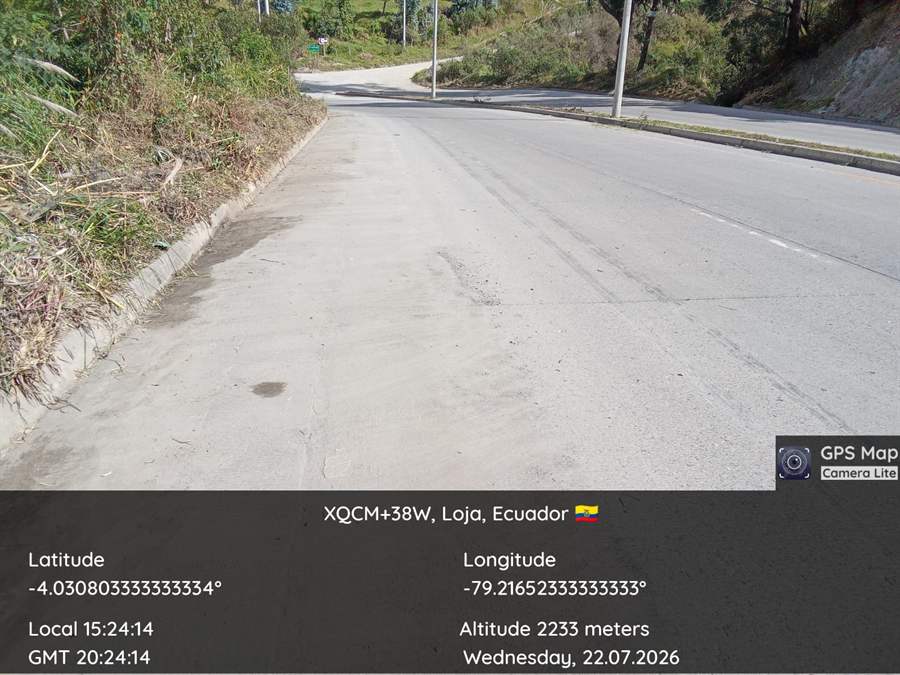 GPS Map
Camera Lite
XQCM+38W, Loja, Ecuador 🇪🇨
Latitude
-4.030803333333334°
Longitude
-79.21652333333333°
Local 15:24:14
GMT 20:24:14
Altitude 2233 meters
Wednesday, 22.07.2026